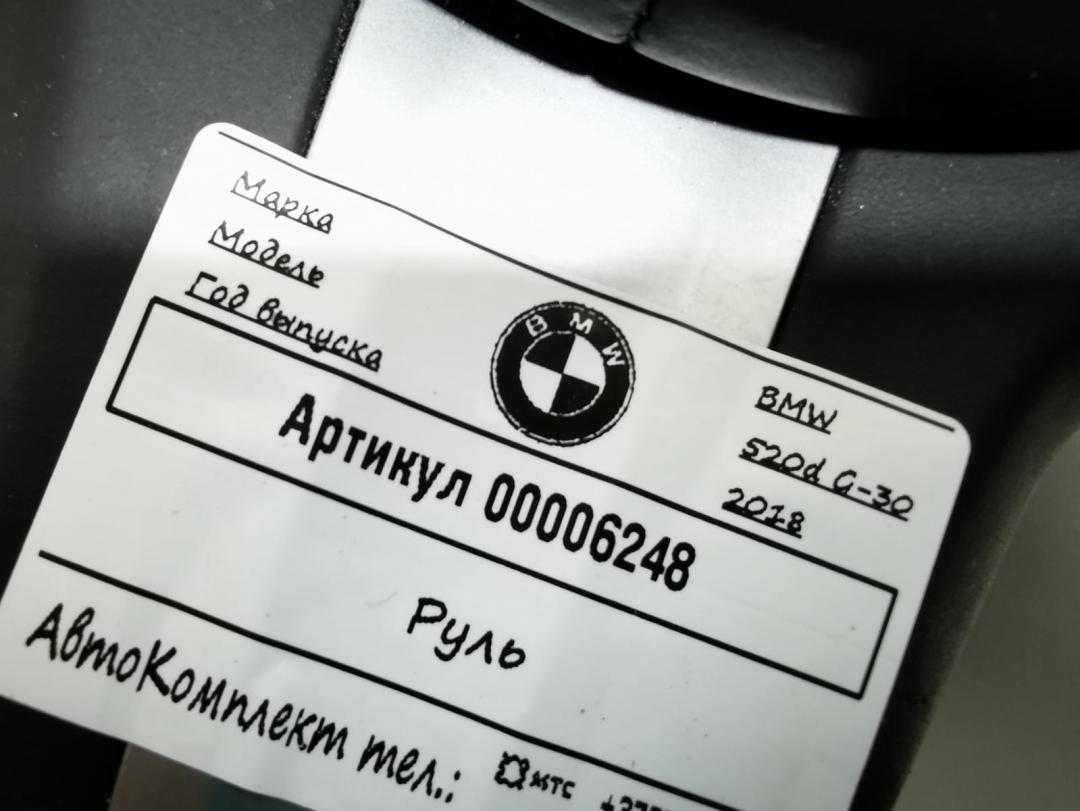 Марка BMW
Модель 520d G-30
Год выпуска 2018
BMW
Артикул 00006248
Руль
АвтоКомплект тел.: мтс